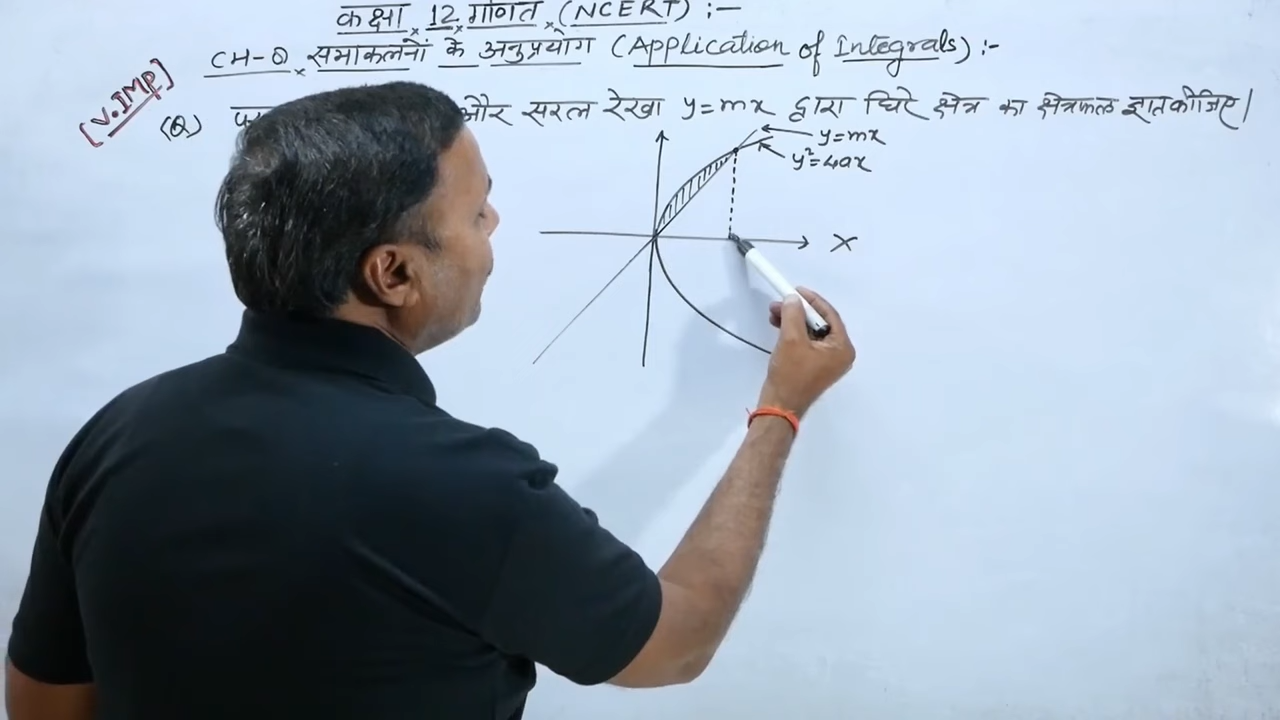 कक्षा × 12 × गणित × (NCERT) :—
CH-8 × समाकलनों के अनुप्रयोग (Application of Integrals) :-
[V.IMP]
(Q) और सरल रेखा y=mx द्वारा घिरे क्षेत्र का क्षेत्रफल ज्ञात कीजिए।
y=mx
y²=4ax
X